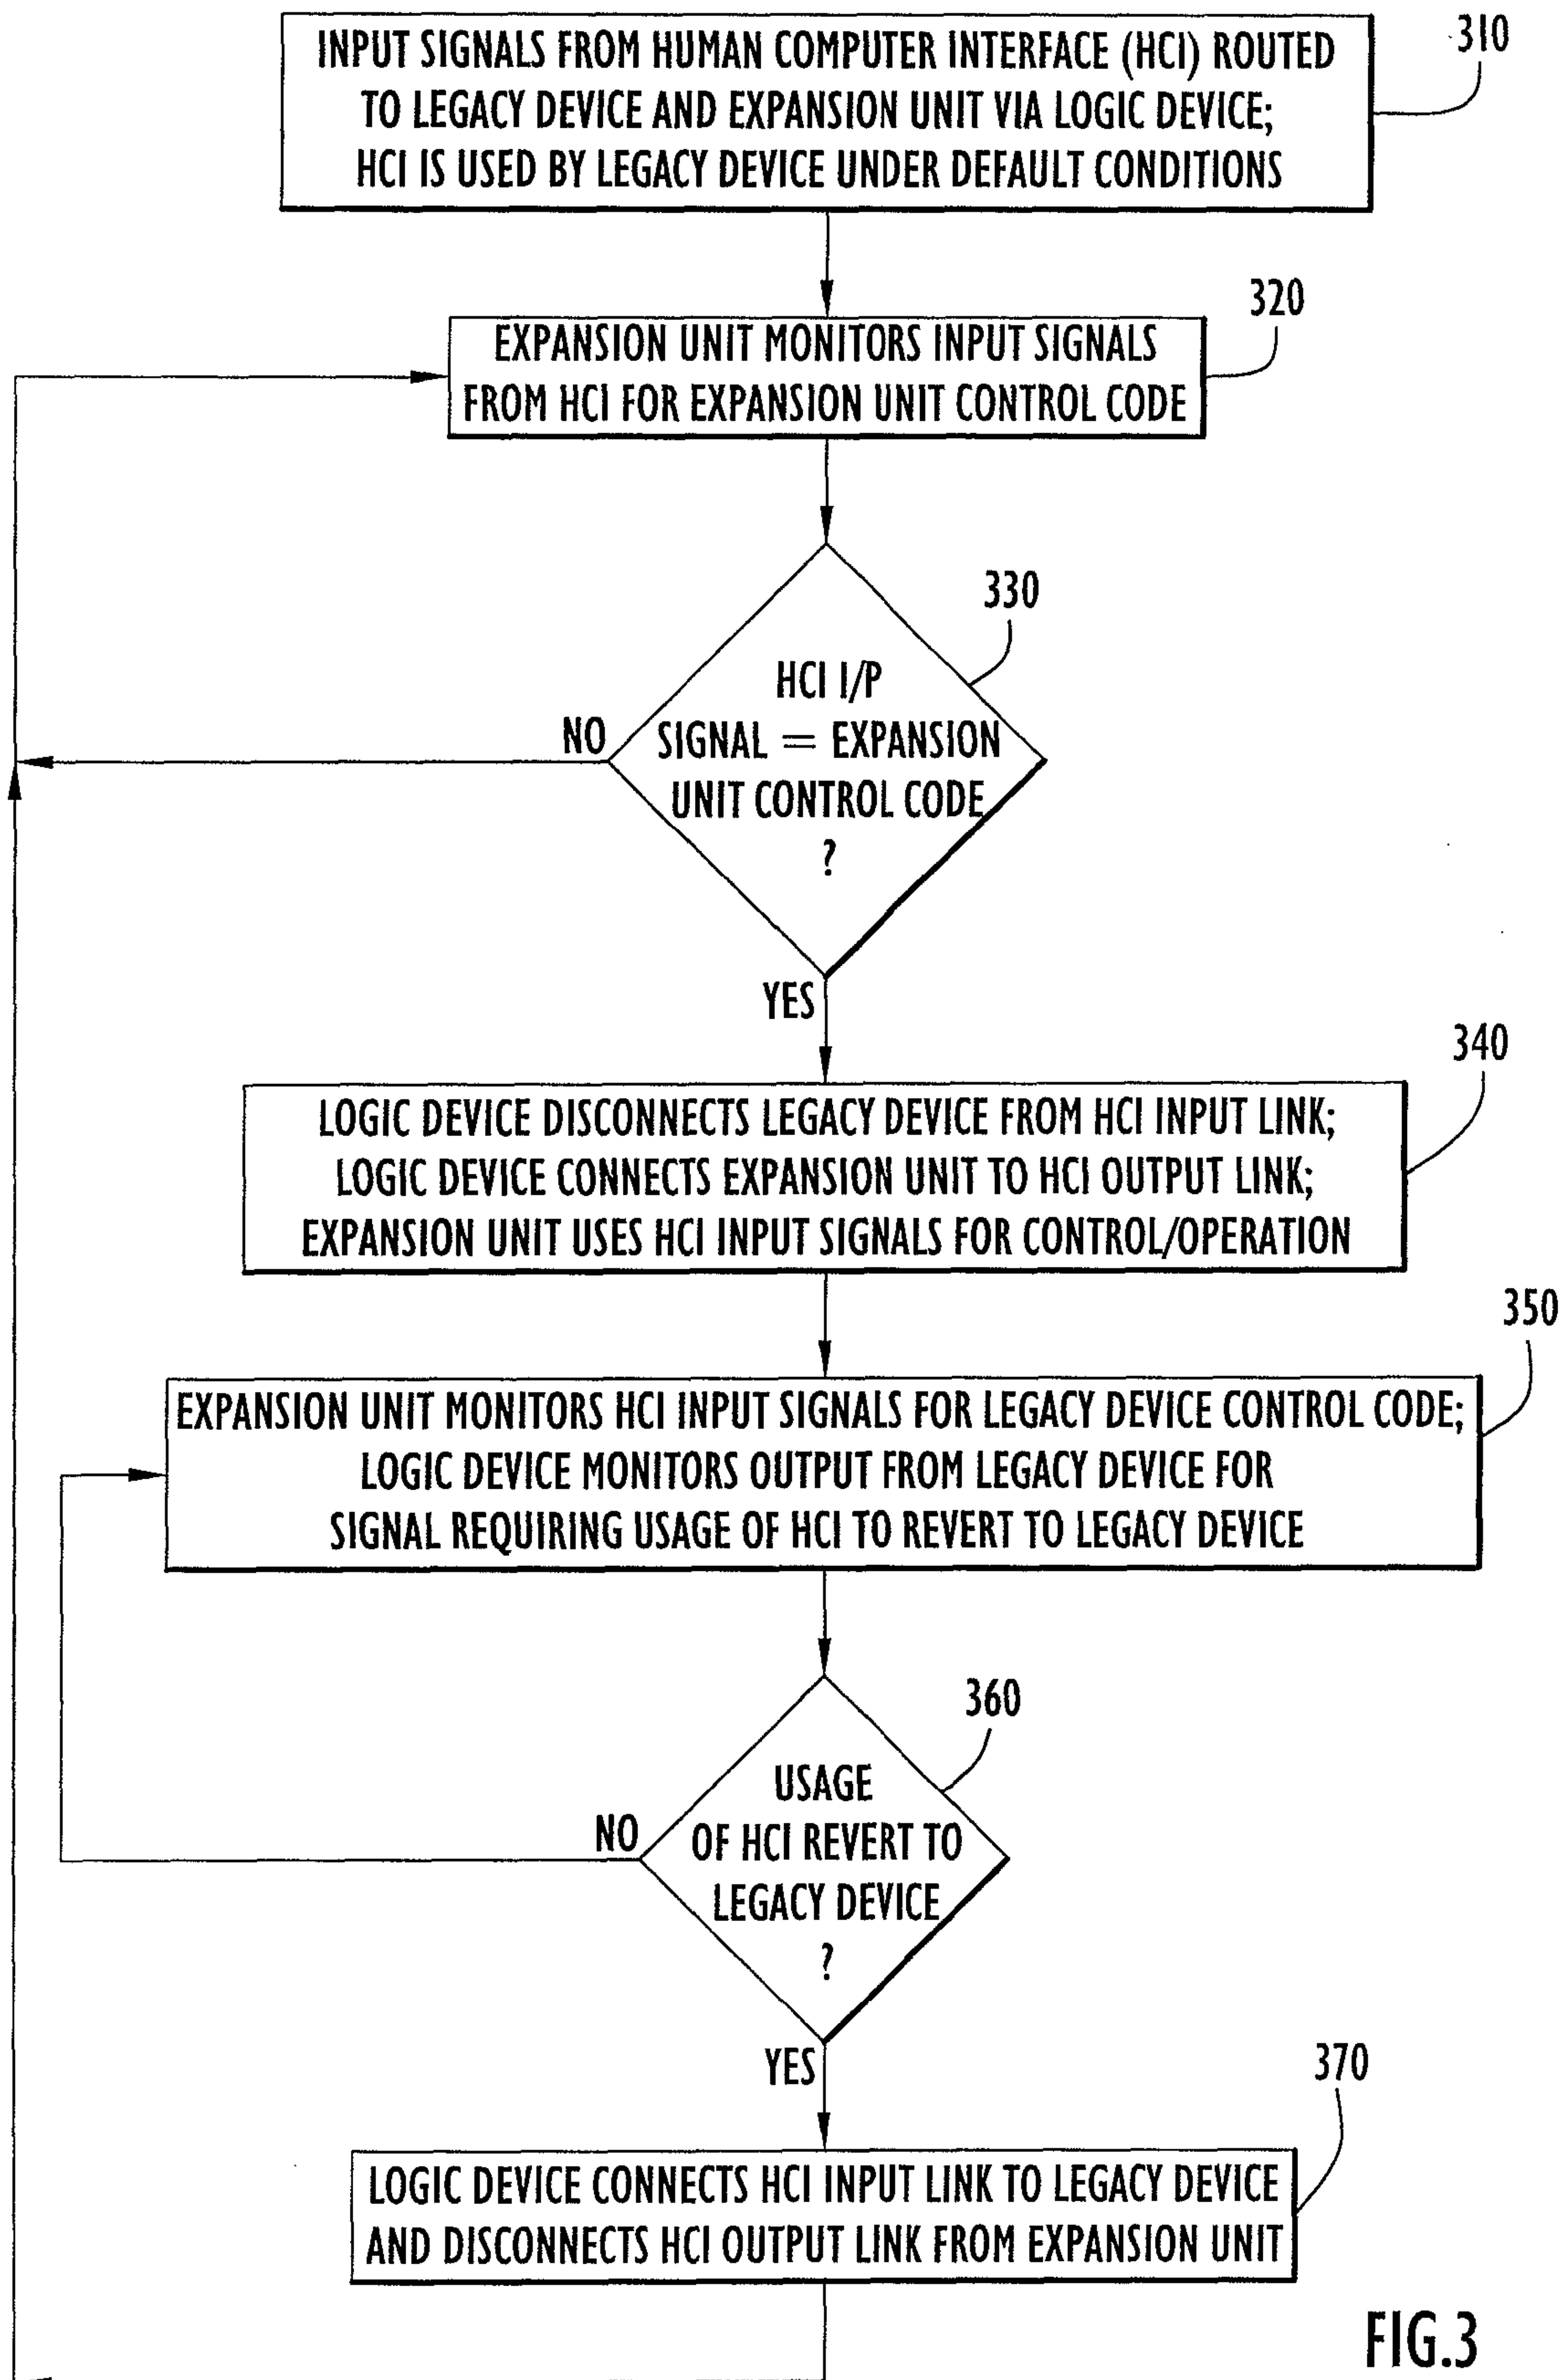 310
INPUT SIGNALS FROM HUMAN COMPUTER INTERFACE (HCI) ROUTED
TO LEGACY DEVICE AND EXPANSION UNIT VIA LOGIC DEVICE;
HCI IS USED BY LEGACY DEVICE UNDER DEFAULT CONDITIONS
320
EXPANSION UNIT MONITORS INPUT SIGNALS
FROM HCI FOR EXPANSION UNIT CONTROL CODE
330
HCI I/P
SIGNAL = EXPANSION
UNIT CONTROL CODE
?
NO
YES
340
LOGIC DEVICE DISCONNECTS LEGACY DEVICE FROM HCI INPUT LINK;
LOGIC DEVICE CONNECTS EXPANSION UNIT TO HCI OUTPUT LINK;
EXPANSION UNIT USES HCI INPUT SIGNALS FOR CONTROL/OPERATION
350
EXPANSION UNIT MONITORS HCI INPUT SIGNALS FOR LEGACY DEVICE CONTROL CODE;
LOGIC DEVICE MONITORS OUTPUT FROM LEGACY DEVICE FOR
SIGNAL REQUIRING USAGE OF HCI TO REVERT TO LEGACY DEVICE
360
USAGE
OF HCI REVERT TO
LEGACY DEVICE
?
NO
YES
370
LOGIC DEVICE CONNECTS HCI INPUT LINK TO LEGACY DEVICE
AND DISCONNECTS HCI OUTPUT LINK FROM EXPANSION UNIT
FIG.3